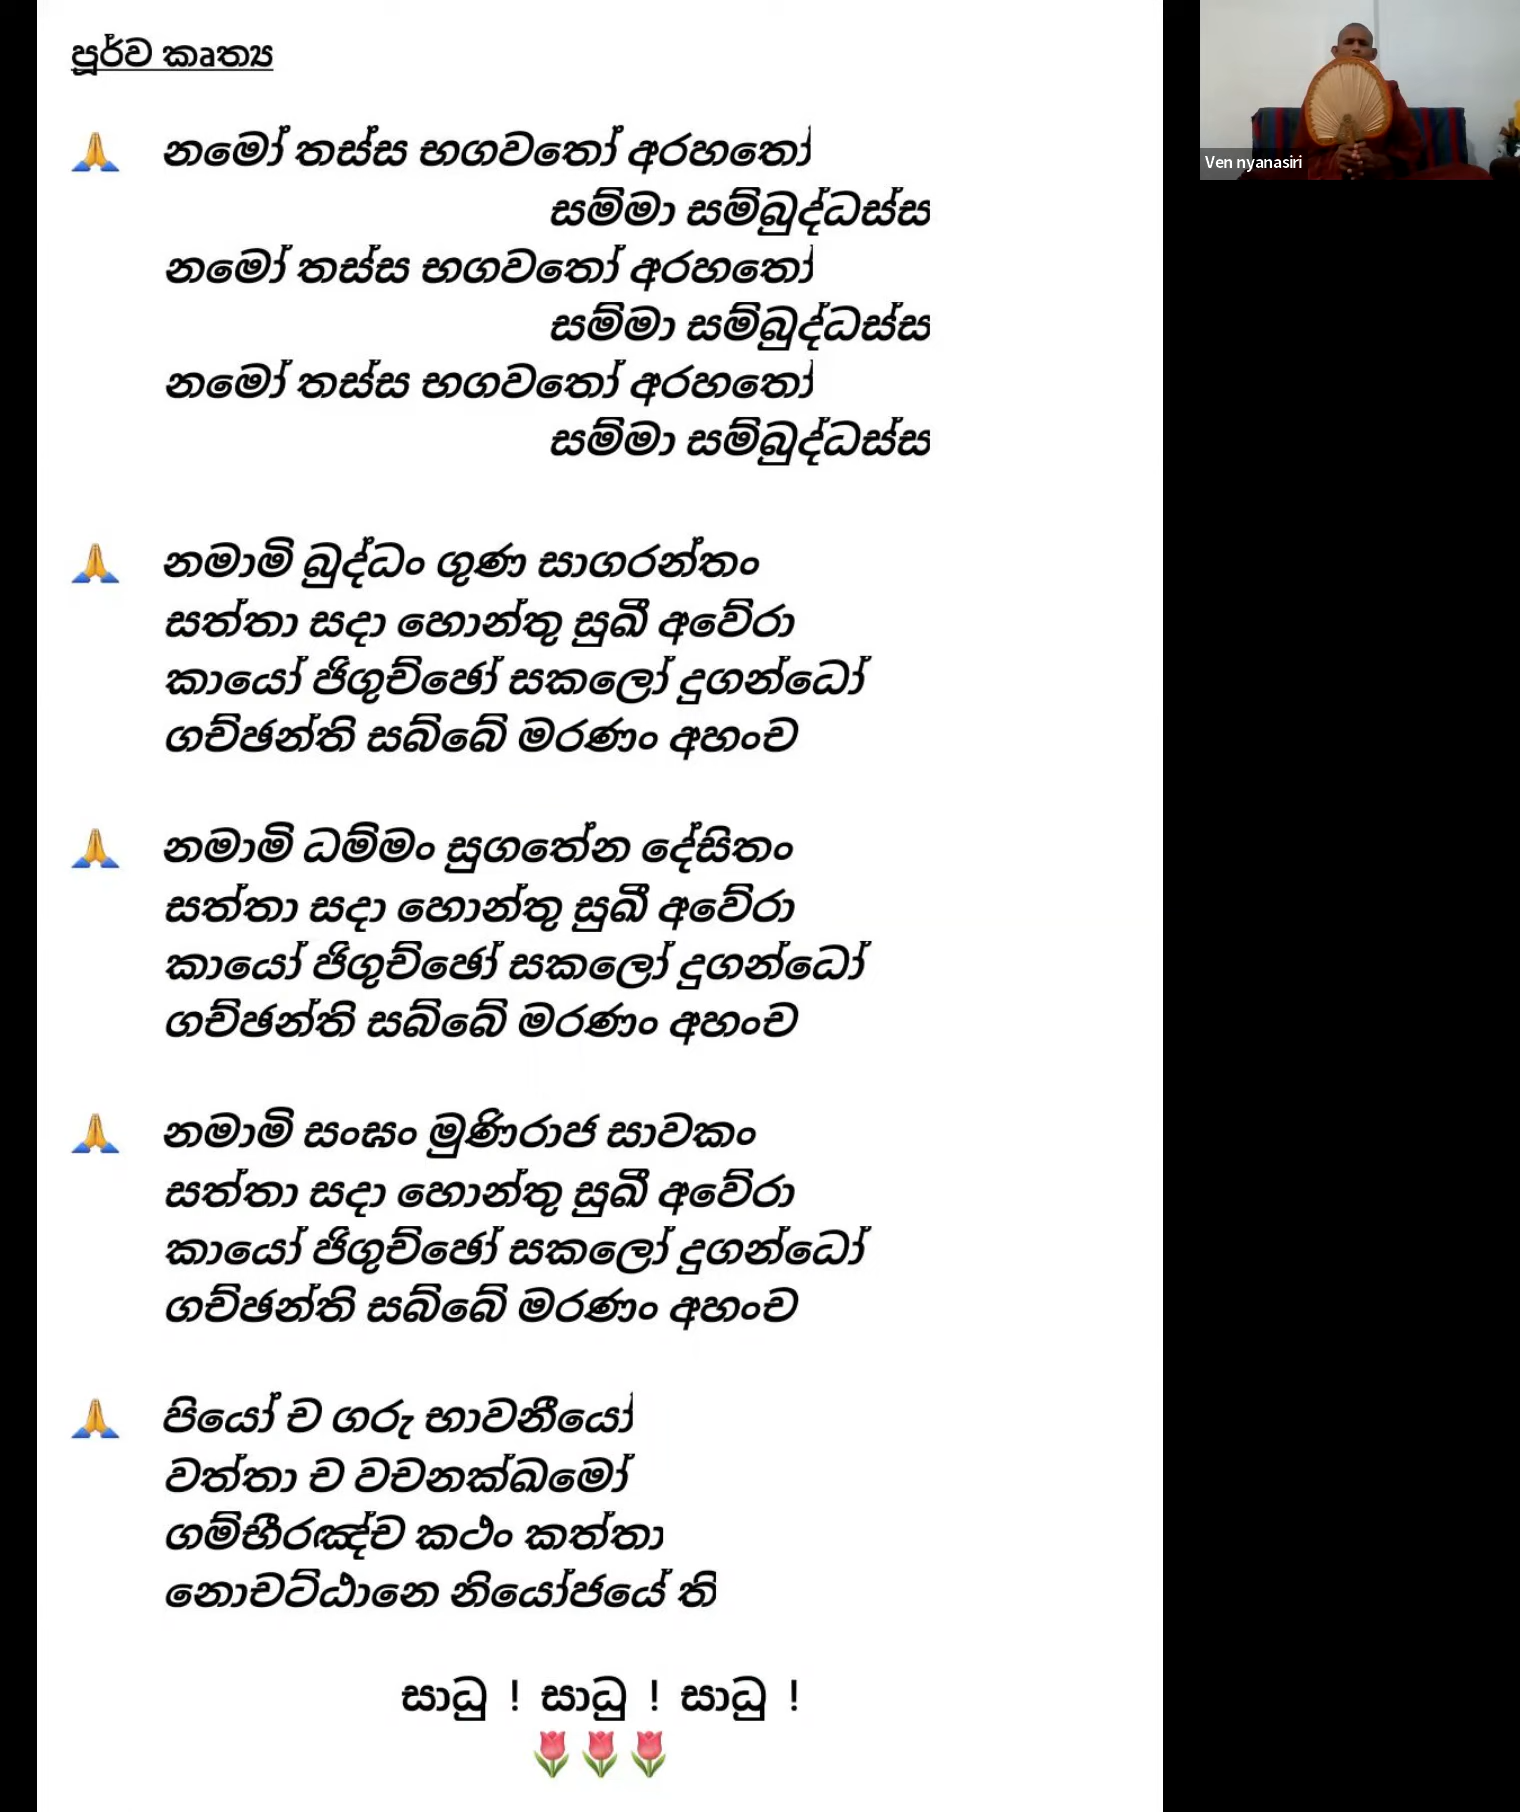 පූර්ව කෘත්‍ය
🙏 නමෝ තස්ස භගවතෝ අරහතෝ
සම්මා සම්බුද්ධස්ස
නමෝ තස්ස භගවතෝ අරහතෝ
සම්මා සම්බුද්ධස්ස
නමෝ තස්ස භගවතෝ අරහතෝ
සම්මා සම්බුද්ධස්ස
🙏 නමාමි බුද්ධං ගුණ සාගරන්තං
සත්තා සදා හොන්තු සුඛී අවේරා
කායෝ ජිගුච්ඡෝ සකලෝ දුගන්ධෝ
ගච්ඡන්ති සබ්බේ මරණං අහංච
🙏 නමාමි ධම්මං සුගතේන දේසිතං
සත්තා සදා හොන්තු සුඛී අවේරා
කායෝ ජිගුච්ඡෝ සකලෝ දුගන්ධෝ
ගච්ඡන්ති සබ්බේ මරණං අහංච
🙏 නමාමි සංඝං මුණිරාජ සාවකං
සත්තා සදා හොන්තු සුඛී අවේරා
කායෝ ජිගුච්ඡෝ සකලෝ දුගන්ධෝ
ගච්ඡන්ති සබ්බේ මරණං අහංච
🙏 පියෝ ච ගරු භාවනීයෝ
වත්තා ච වචනක්ඛමෝ
ගම්භීරඤ්ච කථං කත්තා
නොචට්ඨානෙ නියෝජයේ ති
සාධු ! සාධු ! සාධු !
🌷🌷🌷
Ven nyanasiri